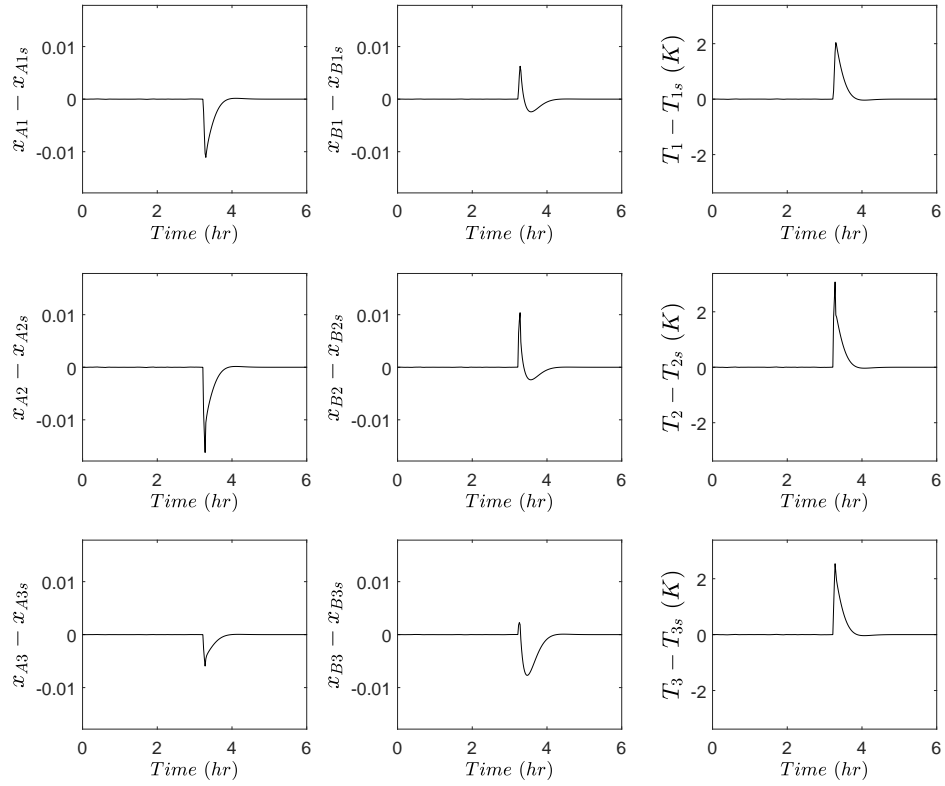 x_{A1} − x_{A1s}
0.01
0
-0.01
0 2 4 6
Time (hr)
x_{B1} − x_{B1s}
0.01
0
-0.01
0 2 4 6
Time (hr)
T_1 − T_{1s} (K)
2
0
-2
0 2 4 6
Time (hr)
x_{A2} − x_{A2s}
0.01
0
-0.01
0 2 4 6
Time (hr)
x_{B2} − x_{B2s}
0.01
0
-0.01
0 2 4 6
Time (hr)
T_2 − T_{2s} (K)
2
0
-2
0 2 4 6
Time (hr)
x_{A3} − x_{A3s}
0.01
0
-0.01
0 2 4 6
Time (hr)
x_{B3} − x_{B3s}
0.01
0
-0.01
0 2 4 6
Time (hr)
T_3 − T_{3s} (K)
2
0
-2
0 2 4 6
Time (hr)